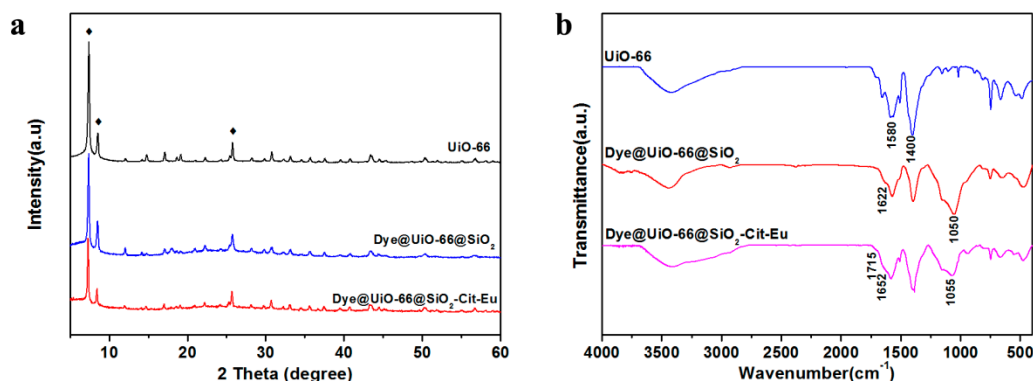 a
Intensity(a.u)
UiO-66
Dye@UiO-66@SiO₂
Dye@UiO-66@SiO₂-Cit-Eu
10 20 30 40 50 60
2 Theta (degree)
b
Transmittance(a.u)
UiO-66
1580
1400
Dye@UiO-66@SiO₂
1622
1050
Dye@UiO-66@SiO₂-Cit-Eu
1715
1652
1055
4000 3500 3000 2500 2000 1500 1000 500
Wavenumber(cm⁻¹)